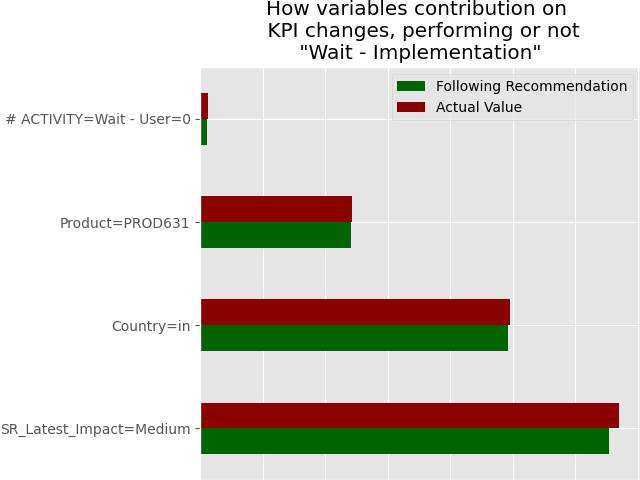 How variables contribution on
KPI changes, performing or not
"Wait - Implementation"
Following Recommendation
Actual Value
# ACTIVITY=Wait - User=0
Product=PROD631
Country=in
SR_Latest_Impact=Medium